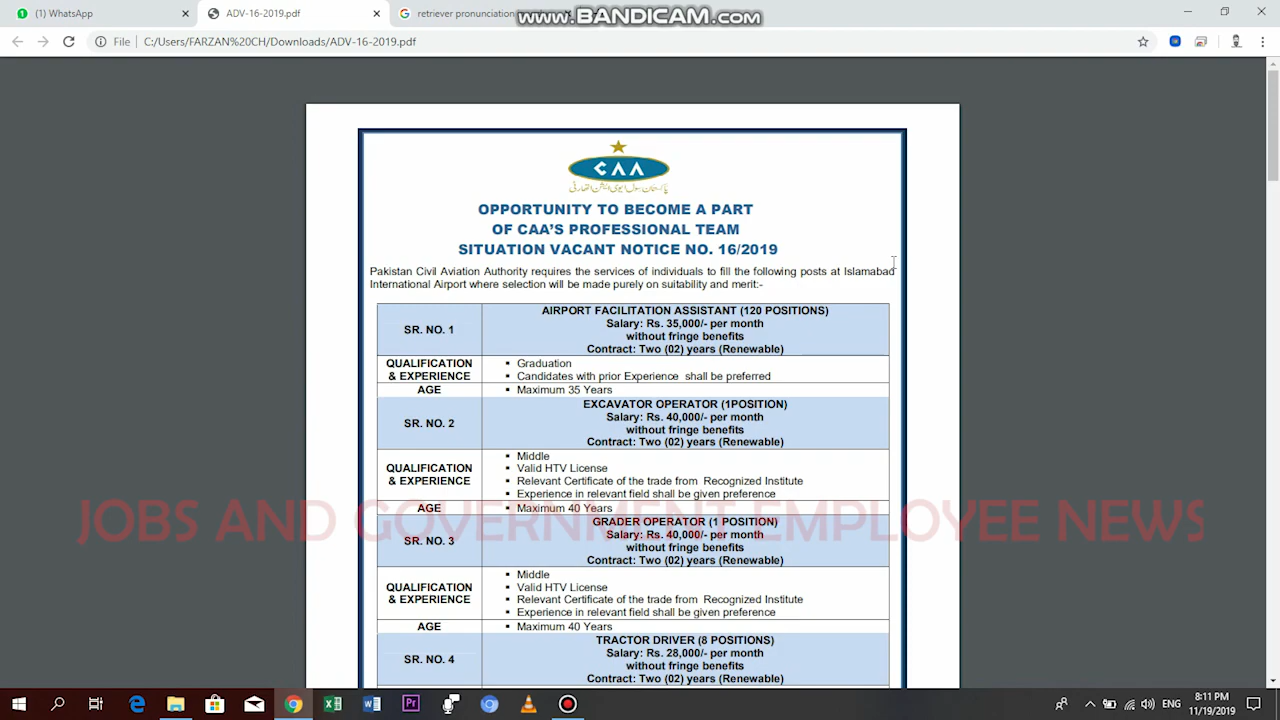 (1) WhatsApp
ADV-16-2019.pdf
retriever pronunciation
WWW.BANDICAM.COM
File
C:/Users/FARZAN%20CH/Downloads/ADV-16-2019.pdf
CAA
پاکستان سول ایوی ایشن اتھارٹی
OPPORTUNITY TO BECOME A PART
OF CAA'S PROFESSIONAL TEAM
SITUATION VACANT NOTICE NO. 16/2019
Pakistan Civil Aviation Authority requires the services of individuals to fill the following posts at Islamabad
International Airport where selection will be made purely on suitability and merit:-
SR. NO. 1
AIRPORT FACILITATION ASSISTANT (120 POSITIONS)
Salary: Rs. 35,000/- per month
without fringe benefits
Contract: Two (02) years (Renewable)
QUALIFICATION
& EXPERIENCE
▪ Graduation
▪ Candidates with prior Experience shall be preferred
AGE
▪ Maximum 35 Years
SR. NO. 2
EXCAVATOR OPERATOR (1POSITION)
Salary: Rs. 40,000/- per month
without fringe benefits
Contract: Two (02) years (Renewable)
QUALIFICATION
& EXPERIENCE
▪ Middle
▪ Valid HTV License
▪ Relevant Certificate of the trade from Recognized Institute
▪ Experience in relevant field shall be given preference
AGE
▪ Maximum 40 Years
JOBS AND GOVERNMENT EMPLOYEE NEWS
SR. NO. 3
GRADER OPERATOR (1 POSITION)
Salary: Rs. 40,000/- per month
without fringe benefits
Contract: Two (02) years (Renewable)
QUALIFICATION
& EXPERIENCE
▪ Middle
▪ Valid HTV License
▪ Relevant Certificate of the trade from Recognized Institute
▪ Experience in relevant field shall be given preference
AGE
▪ Maximum 40 Years
SR. NO. 4
TRACTOR DRIVER (8 POSITIONS)
Salary: Rs. 28,000/- per month
without fringe benefits
Contract: Two (02) years (Renewable)
Pr
ENG
8:11 PM
11/19/2019